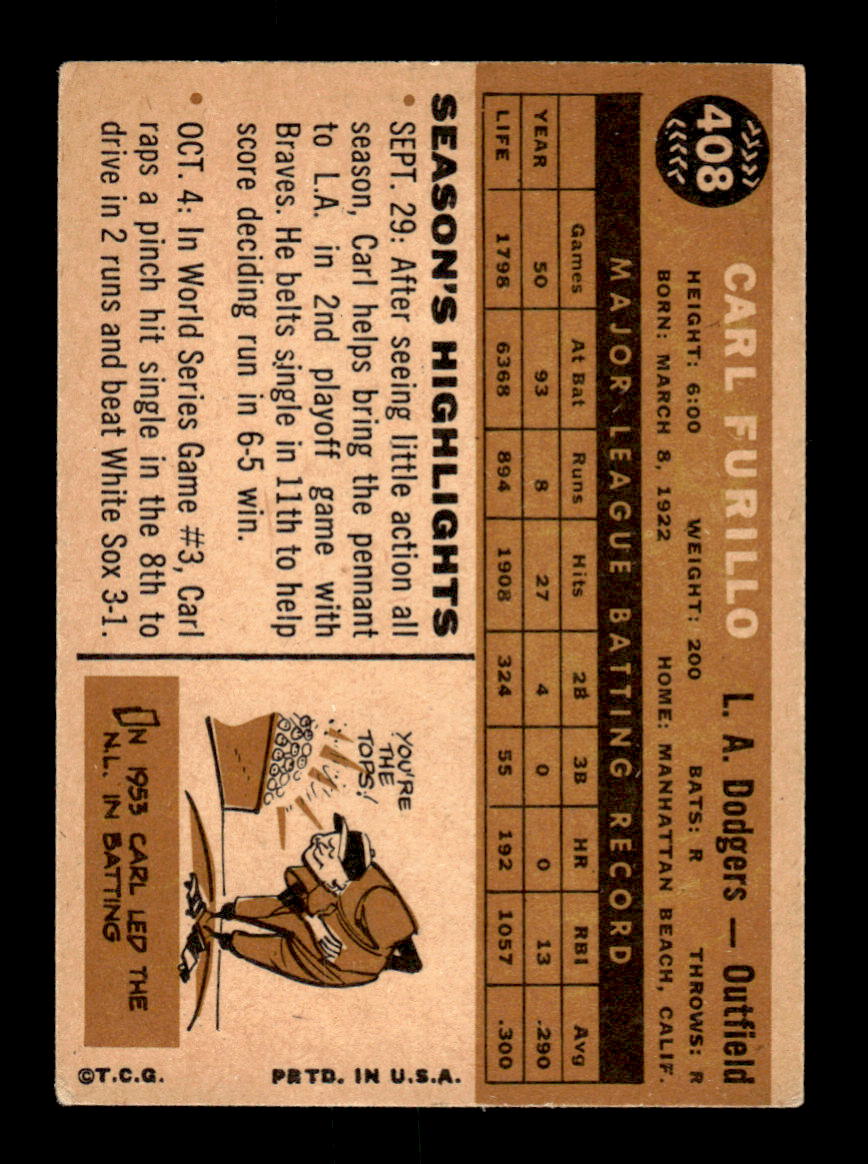 408
CARL FURILLO L. A. Dodgers — Outfield
HEIGHT: 6:00 WEIGHT: 200 BATS: R THROWS: R
BORN: MARCH 8, 1922 HOME: MANHATTAN BEACH, CALIF.
MAJOR LEAGUE BATTING RECORD
Games At Bat Runs Hits 2B 3B HR RBI Avg
YEAR 50 93 8 27 4 0 0 13 .290
LIFE 1798 6368 894 1908 324 55 192 1057 .300
SEASON'S HIGHLIGHTS
• SEPT. 29: After seeing little action all
season, Carl helps bring the pennant
to L.A. in 2nd playoff game with
Braves. He belts single in 11th to help
score deciding run in 6-5 win.
• OCT. 4: In World Series Game #3, Carl
raps a pinch hit single in the 8th to
drive in 2 runs and beat White Sox 3-1.
YOU'RE
THE
TOPS!
IN 1953 CARL LED THE
N.L. IN BATTING
©T.C.G. PRTD. IN U.S.A.